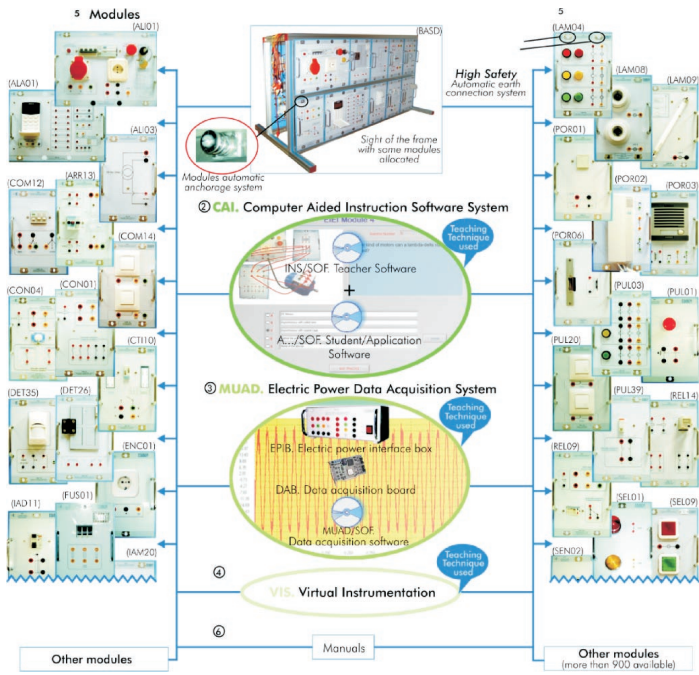 5 Modules
(ALI01)
(ALA01)
(ALI03)
(COM12)
(ARR13)
(COM14)
(CON04)
(CON01)
(CTI10)
(DET35)
(DET26)
(ENC01)
(IAD11)
(FUS01)
(IAM20)
Other modules
(BASD)
High Safety
Automatic earth
connection system
Sight of the frame
with some modules
allocated
Modules automatic
anchorage system
② CAI. Computer Aided Instruction Software System
Teaching
Technique
used
INS/SOF. Teacher Software
+
A.../SOF. Student/Application
Software
③ MUAD. Electric Power Data Acquisition System
Teaching
Technique
used
EPIB. Electric power interface box
DAB. Data acquisition board
MUAD/SOF.
Data acquisition software
④
Teaching
Technique
used
VIS. Virtual Instrumentation
⑥
Manuals
5
(LAM04)
(LAM08)
(LAM09)
(POR01)
(POR02)
(POR03)
(POR06)
(PUL03)
(PUL01)
(PUL20)
(PUL39)
(REL14)
(REL09)
(SEL01)
(SEL09)
(SEN02)
Other modules
(more than 900 available)